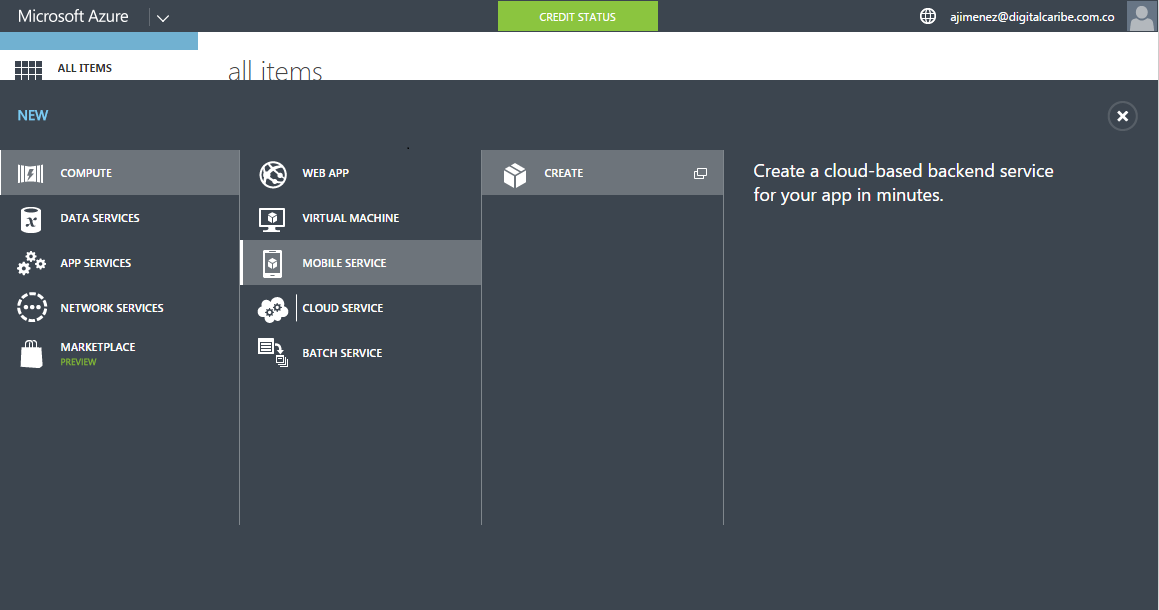 Microsoft Azure
CREDIT STATUS
ajimenez@digitalcaribe.com.co
ALL ITEMS
all items
NEW
COMPUTE
DATA SERVICES
APP SERVICES
NETWORK SERVICES
MARKETPLACE
PREVIEW
WEB APP
VIRTUAL MACHINE
MOBILE SERVICE
CLOUD SERVICE
BATCH SERVICE
CREATE
Create a cloud-based backend service
for your app in minutes.